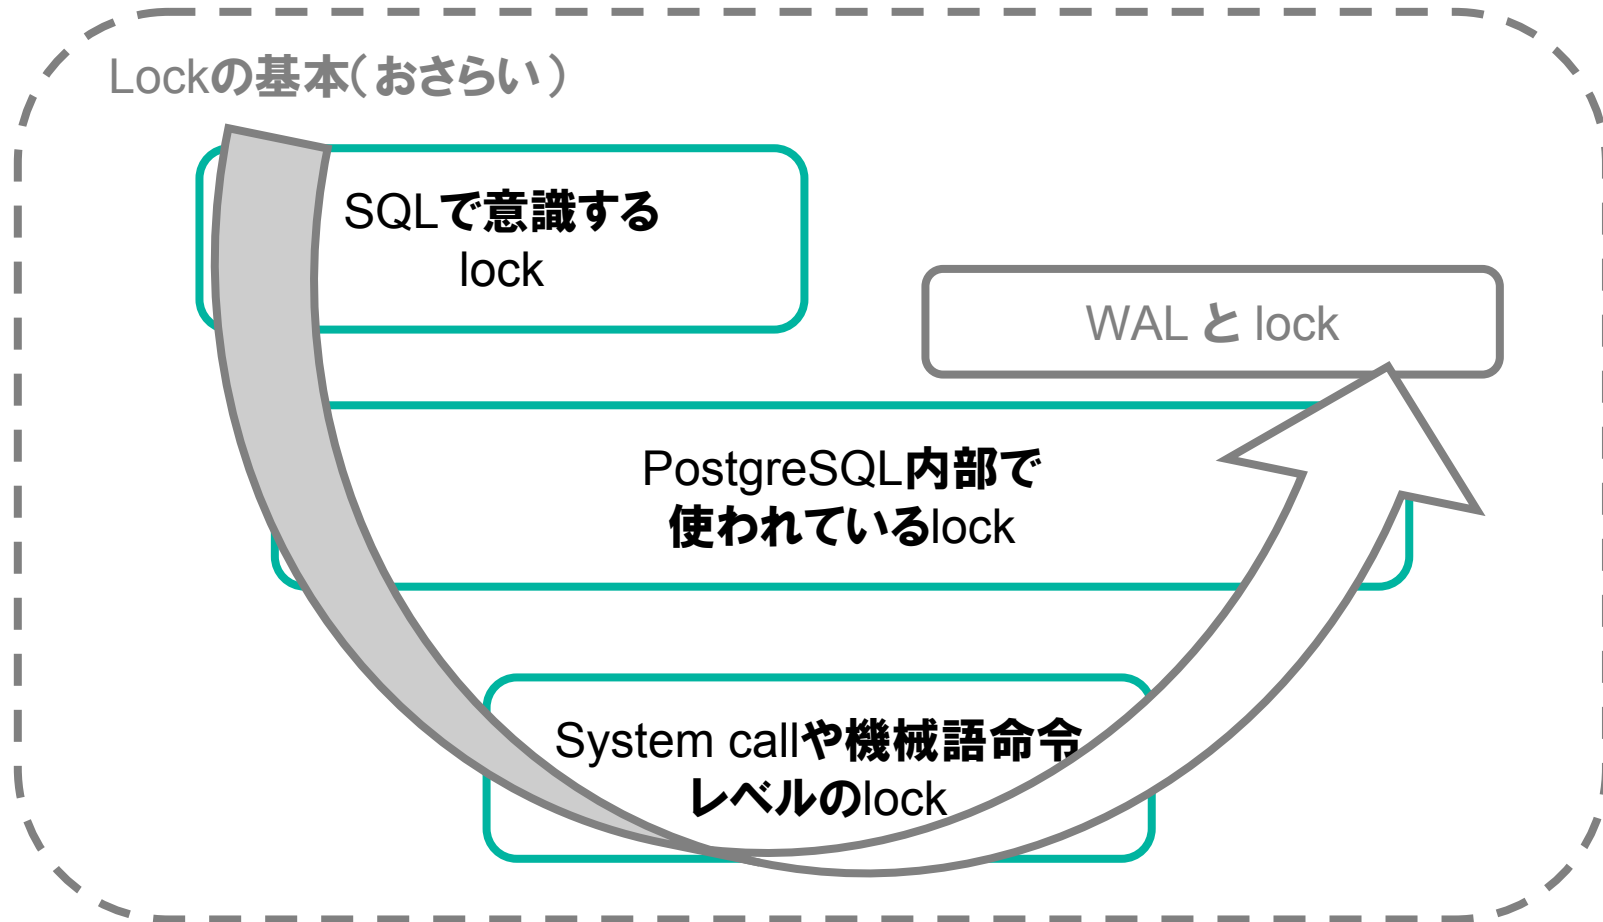 Lockの基本(おさらい)
SQLで意識する
lock
WAL と lock
PostgreSQL内部で
使われているlock
System callや機械語命令
レベルのlock